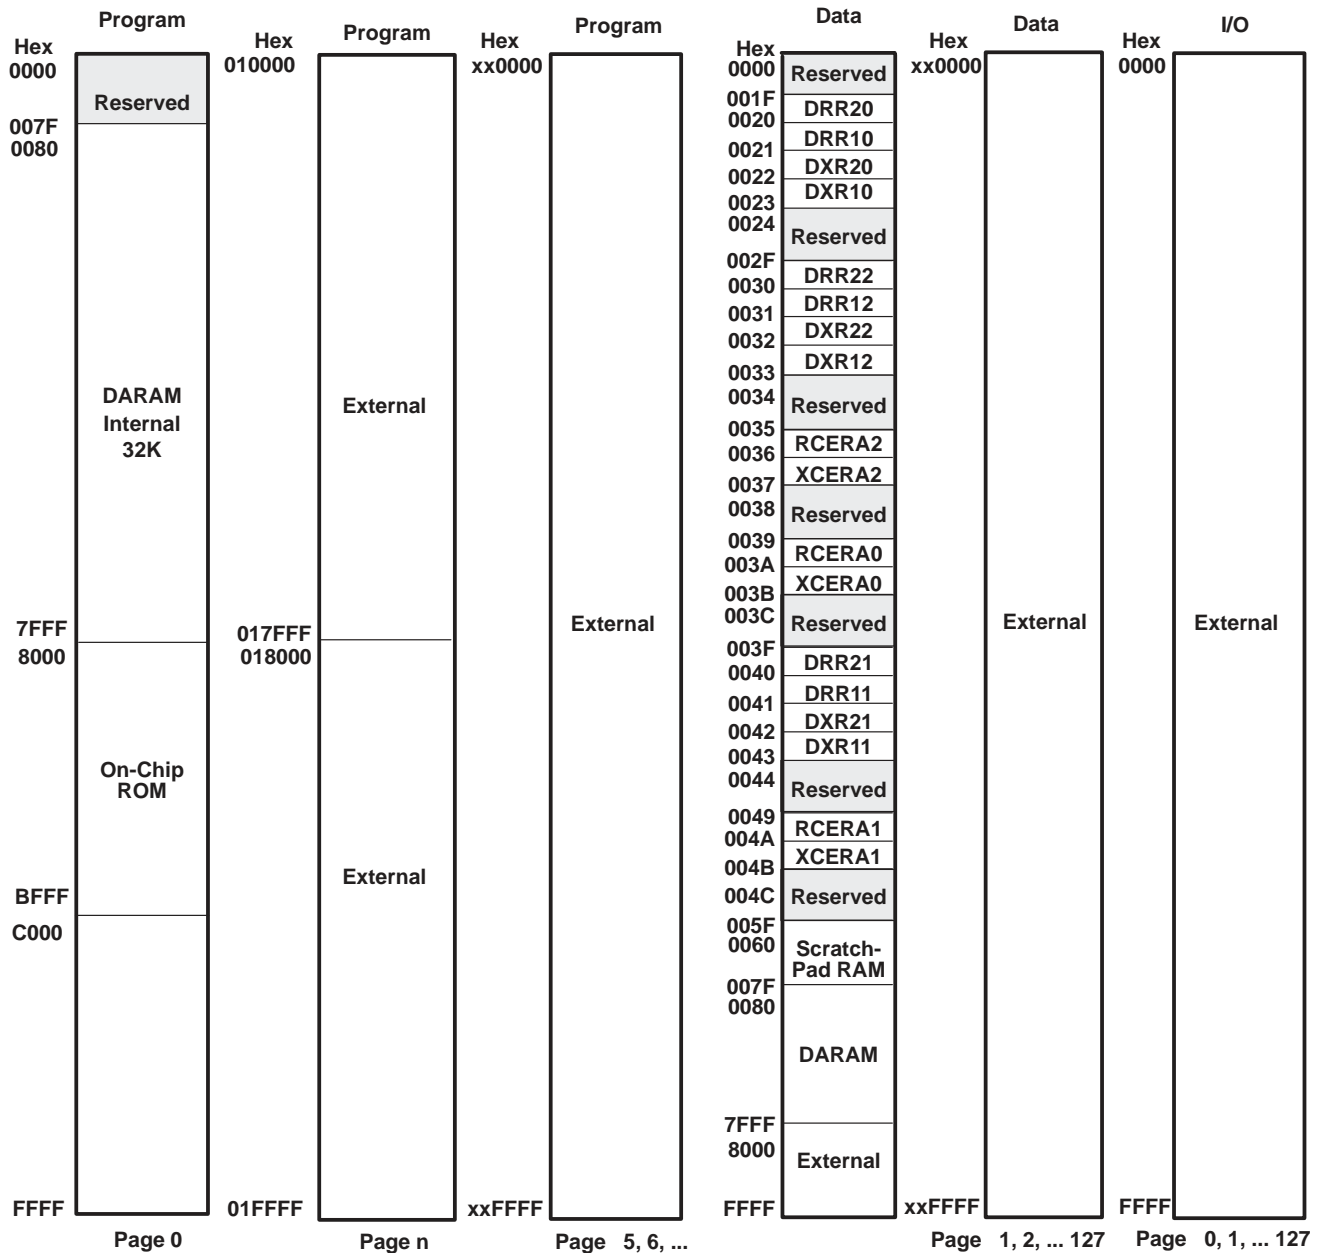 Program
Hex
0000
Reserved
007F
0080
DARAM
Internal
32K
7FFF
8000
On-Chip
ROM
BFFF
C000
FFFF
Page 0
Program
Hex
010000
External
017FFF
018000
External
01FFFF
Page n
Program
Hex
xx0000
External
xxFFFF
Page 5, 6, ...
Data
Hex
0000
Reserved
001F
0020
DRR20
DRR10
0021
DXR20
0022
DXR10
0023
0024
Reserved
002F
DRR22
0030
DRR12
0031
DXR22
0032
DXR12
0033
0034
Reserved
0035
RCERA2
0036
XCERA2
0037
0038
Reserved
0039
RCERA0
003A
XCERA0
003B
003C
Reserved
003F
DRR21
0040
DRR11
0041
DXR21
0042
DXR11
0043
0044
Reserved
0049
RCERA1
004A
XCERA1
004B
004C
Reserved
005F
0060
Scratch-
Pad RAM
007F
0080
DARAM
7FFF
8000
External
FFFF
Data
Hex
xx0000
External
xxFFFF
Page 1, 2, ... 127
I/O
Hex
0000
External
FFFF
Page 0, 1, ... 127